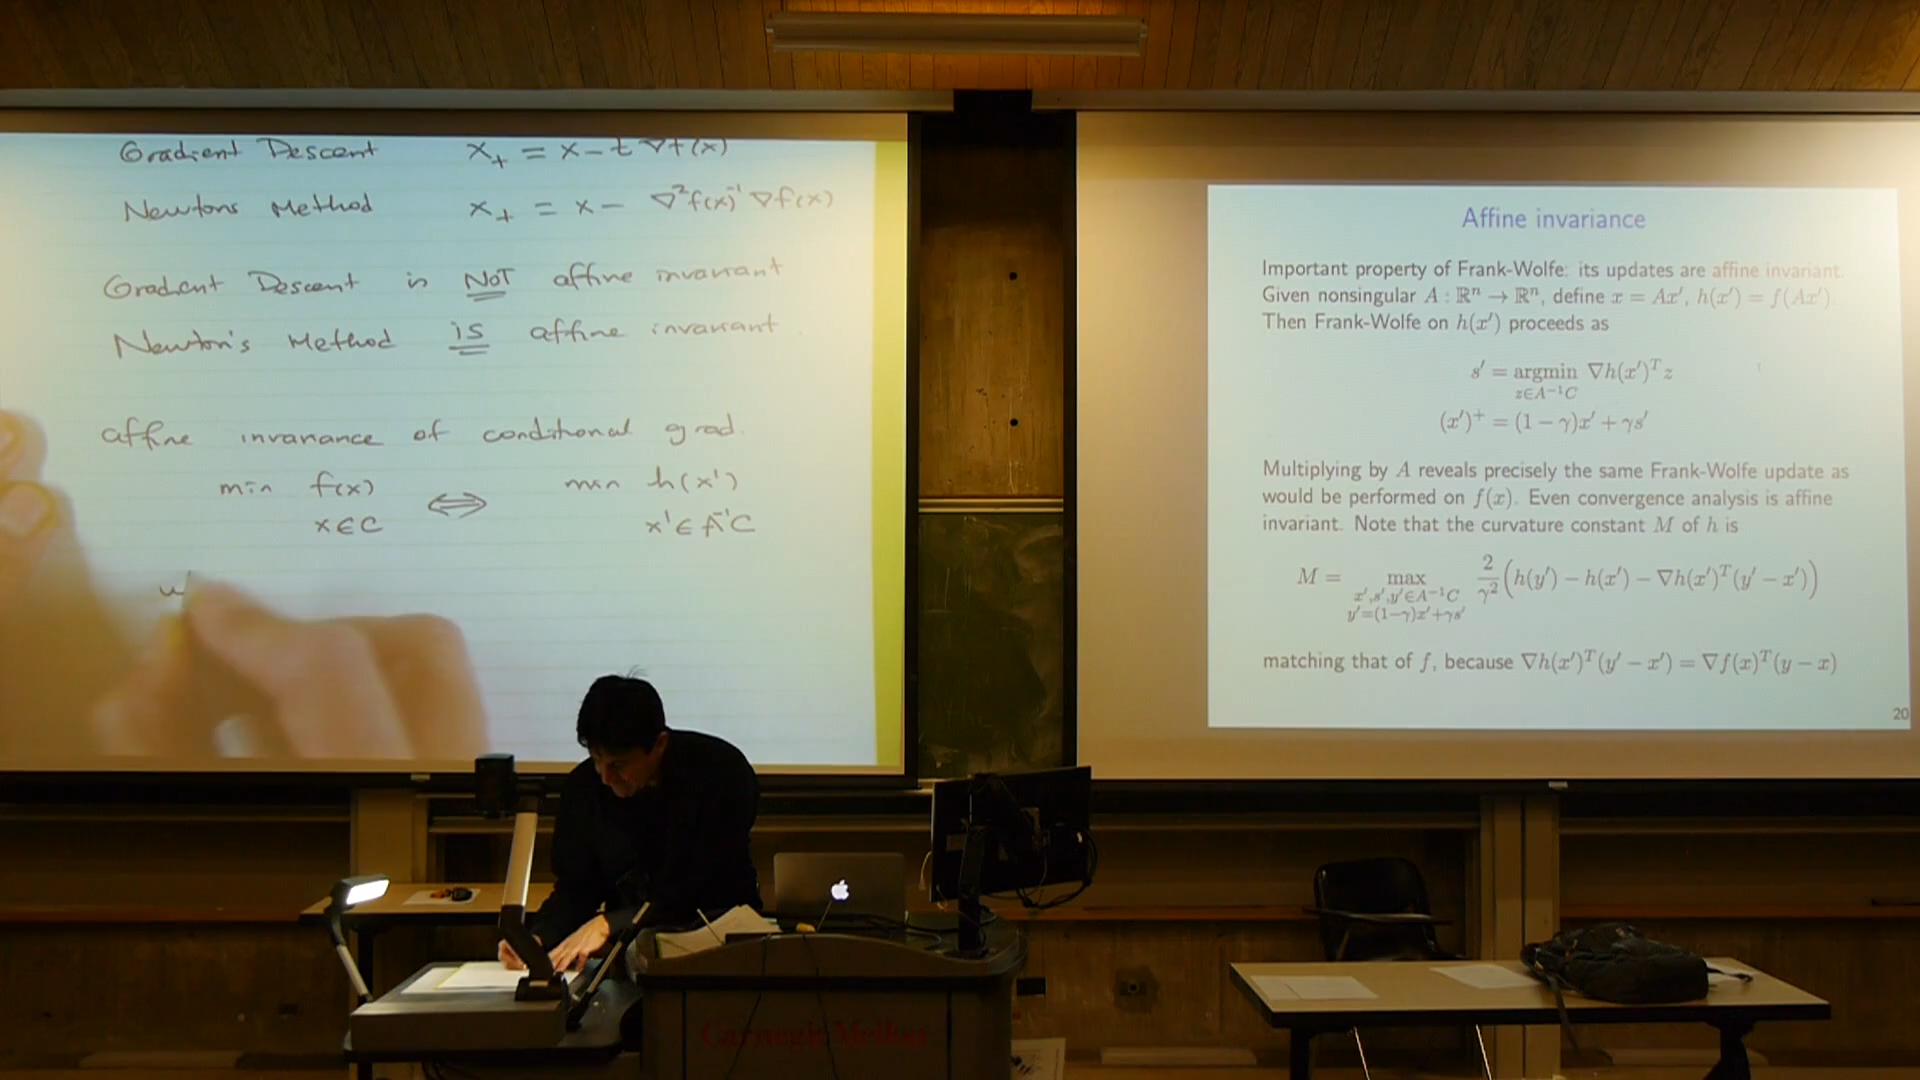 Gradient Descent x₊ = x − t ∇f(x)
Newtons Method x₊ = x − ∇²f(x)⁻¹ ∇f(x)
Gradient Descent is NOT affine invariant
Newton's Method is affine invariant
affine invariance of conditional grad.
min f(x) ⟺ min h(x')
x∈C x'∈A⁻¹C
Affine invariance
Important property of Frank-Wolfe: its updates are affine invariant.
Given nonsingular A : ℝⁿ → ℝⁿ, define x = Ax′, h(x′) = f(Ax′).
Then Frank-Wolfe on h(x′) proceeds as
s′ = argmin ∇h(x′)ᵀz
z∈A⁻¹C
(x′)⁺ = (1 − γ)x′ + γs′
Multiplying by A reveals precisely the same Frank-Wolfe update as
would be performed on f(x). Even convergence analysis is affine
invariant. Note that the curvature constant M of h is
M = max 2/γ² (h(y′) − h(x′) − ∇h(x′)ᵀ(y′ − x′))
x′,s′,y′∈A⁻¹C
y′=(1−γ)x′+γs′
matching that of f, because ∇h(x′)ᵀ(y′ − x′) = ∇f(x)ᵀ(y − x)
20
Carnegie Mellon